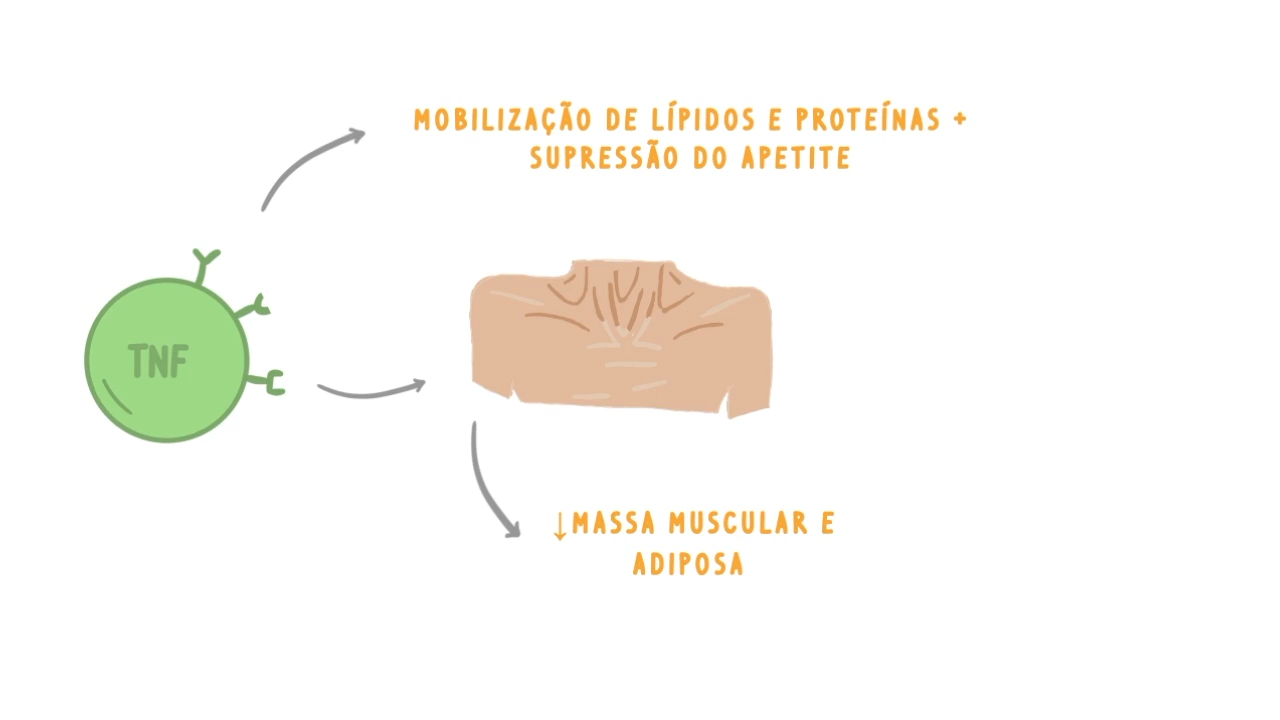 MOBILIZAÇÃO DE LÍPIDOS E PROTEÍNAS +
SUPRESSÃO DO APETITE
TNF
↓MASSA MUSCULAR E
ADIPOSA